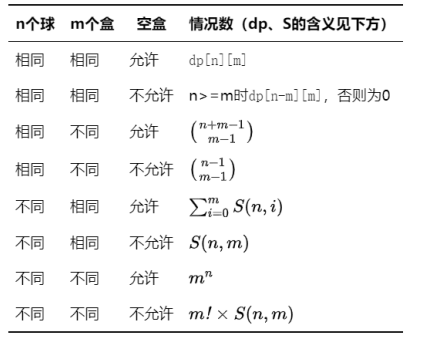 n个球 m个盒 空盒 情况数（dp、S的含义见下方）
相同 相同 允许 dp[n][m]
相同 相同 不允许 n>=m时dp[n-m][m]，否则为0
相同 不同 允许 \binom{n+m-1}{m-1}
相同 不同 不允许 \binom{n-1}{m-1}
不同 相同 允许 \sum_{i=0}^{m} S(n,i)
不同 相同 不允许 S(n,m)
不同 不同 允许 m^n
不同 不同 不允许 m! × S(n,m)